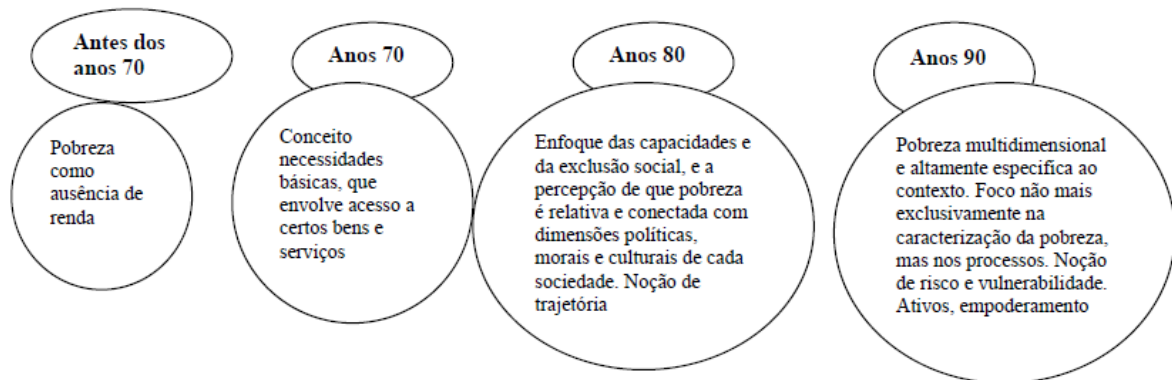 Antes dos
anos 70
Pobreza
como
ausência de
renda
Anos 70
Conceito
necessidades
básicas, que
envolve acesso a
certos bens e
serviços
Anos 80
Enfoque das capacidades e
da exclusão social, e a
percepção de que pobreza
é relativa e conectada com
dimensões políticas,
morais e culturais de cada
sociedade. Noção de
trajetória
Anos 90
Pobreza multidimensional
e altamente especifica ao
contexto. Foco não mais
exclusivamente na
caracterização da pobreza,
mas nos processos. Noção
de risco e vulnerabilidade.
Ativos, empoderamento